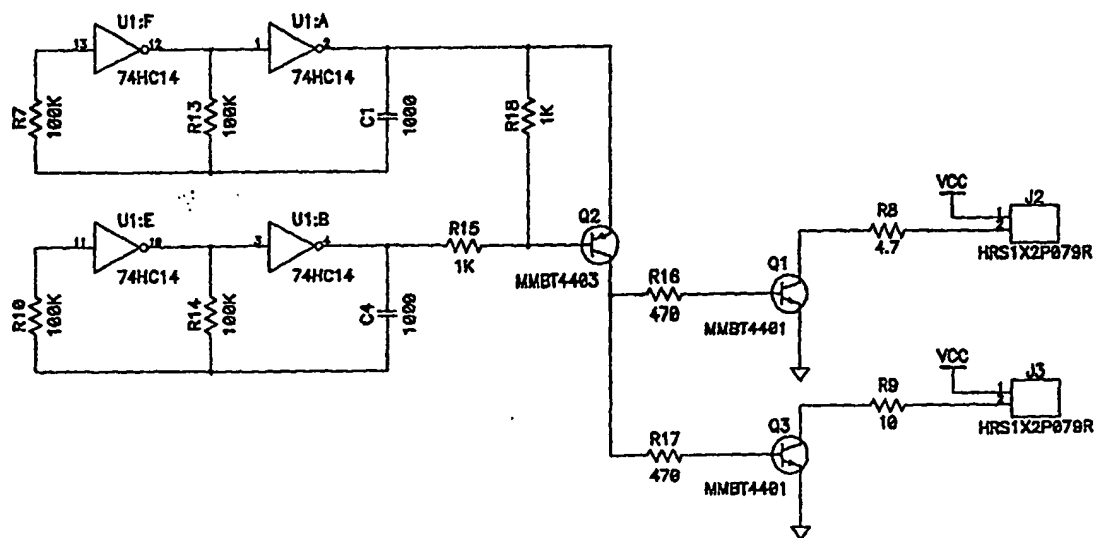 U1:F
U1:A
13
12
1
2
74HC14
74HC14
R7
100K
R13
100K
C1
1000
R18
1K
U1:E
U1:B
11
10
3
4
74HC14
74HC14
R10
100K
R14
100K
C4
1000
R15
1K
Q2
MMBT4403
R16
470
Q1
MMBT4401
R8
4.7
VCC
1
2
J2
HRS1X2P079R
R17
470
Q3
MMBT4401
R9
10
VCC
1
2
J3
HRS1X2P079R